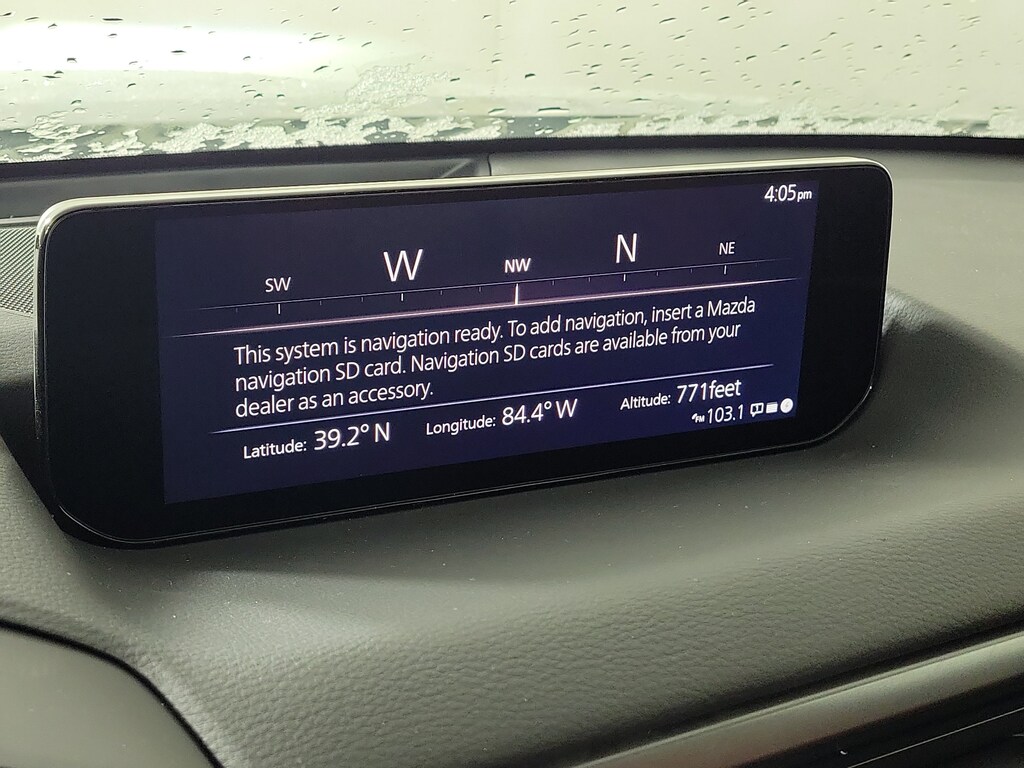 4:05pm
SW W NW N NE
This system is navigation ready. To add navigation, insert a Mazda
navigation SD card. Navigation SD cards are available from your
dealer as an accessory.
Latitude: 39.2° N Longitude: 84.4° W Altitude: 771feet
FM 103.1